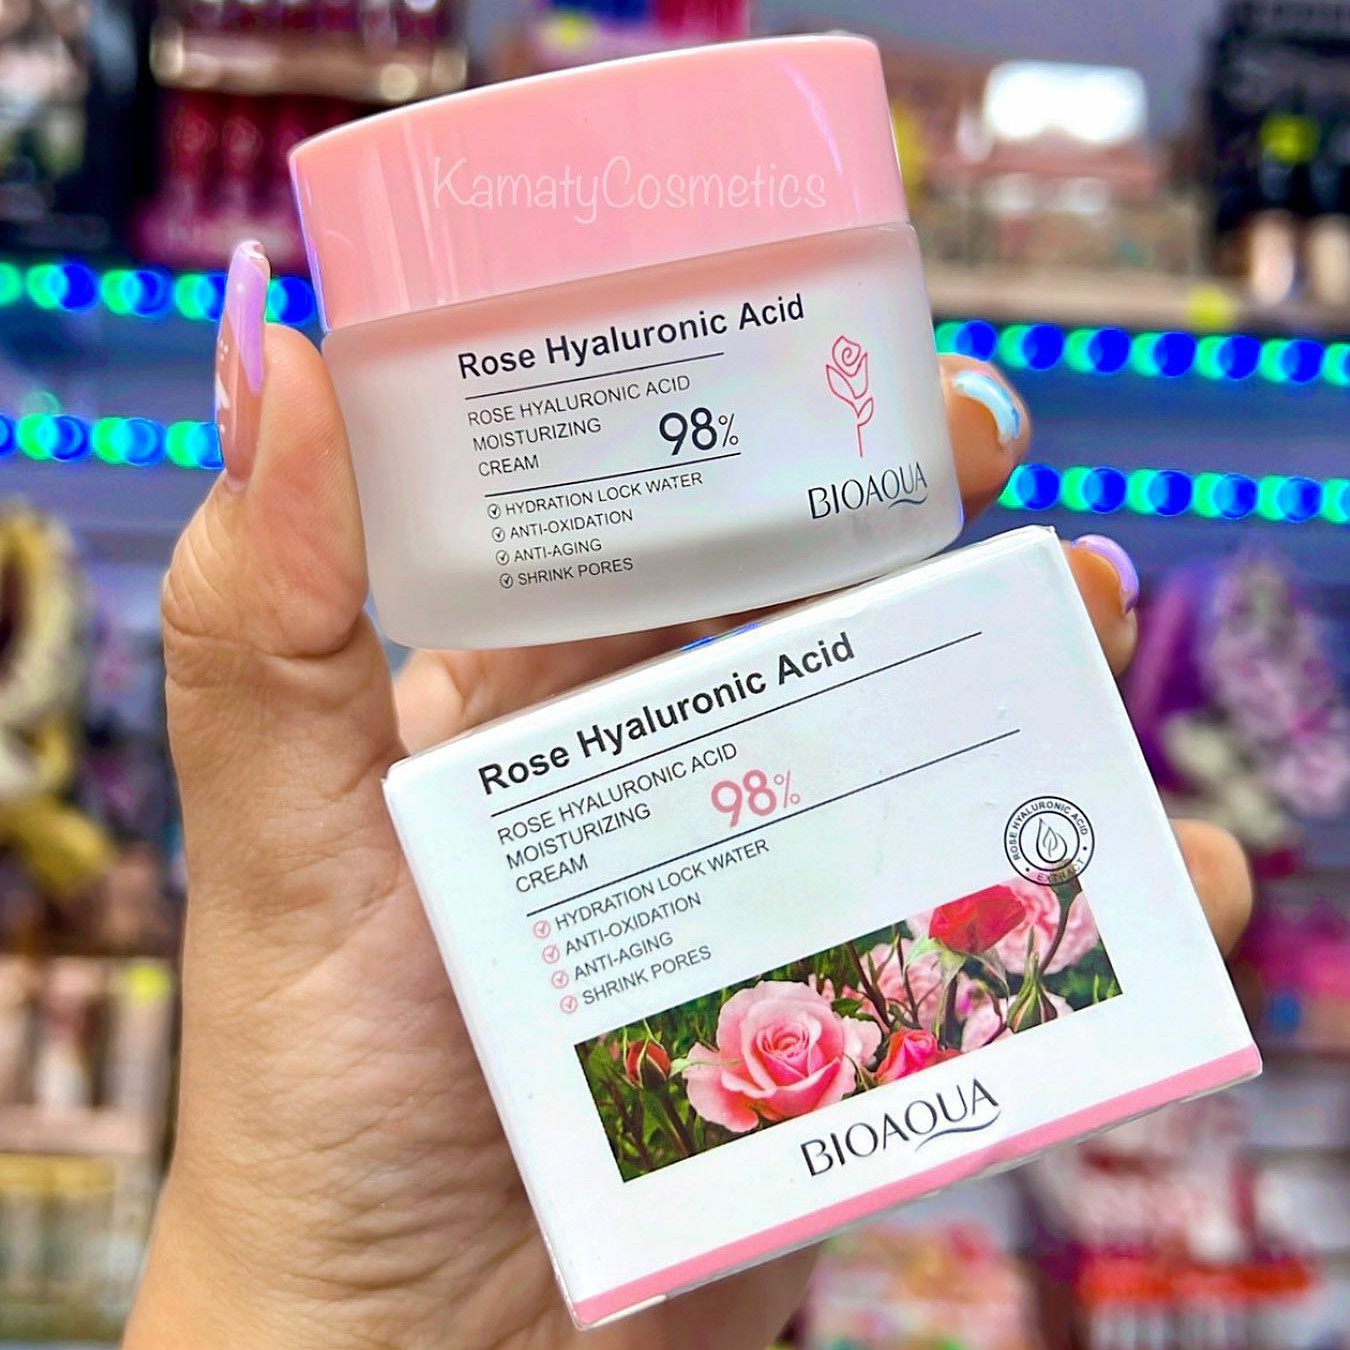 KamatyCosmetics
Rose Hyaluronic Acid
ROSE HYALURONIC ACID
MOISTURIZING
CREAM
98%
HYDRATION LOCK WATER
ANTI-OXIDATION
ANTI-AGING
SHRINK PORES
BIOAQUA
Rose Hyaluronic Acid
ROSE HYALURONIC ACID
MOISTURIZING
CREAM
98%
HYDRATION LOCK WATER
ANTI-OXIDATION
ANTI-AGING
SHRINK PORES
ROSE HYALURONIC ACID
EXTRACT
BIOAQUA